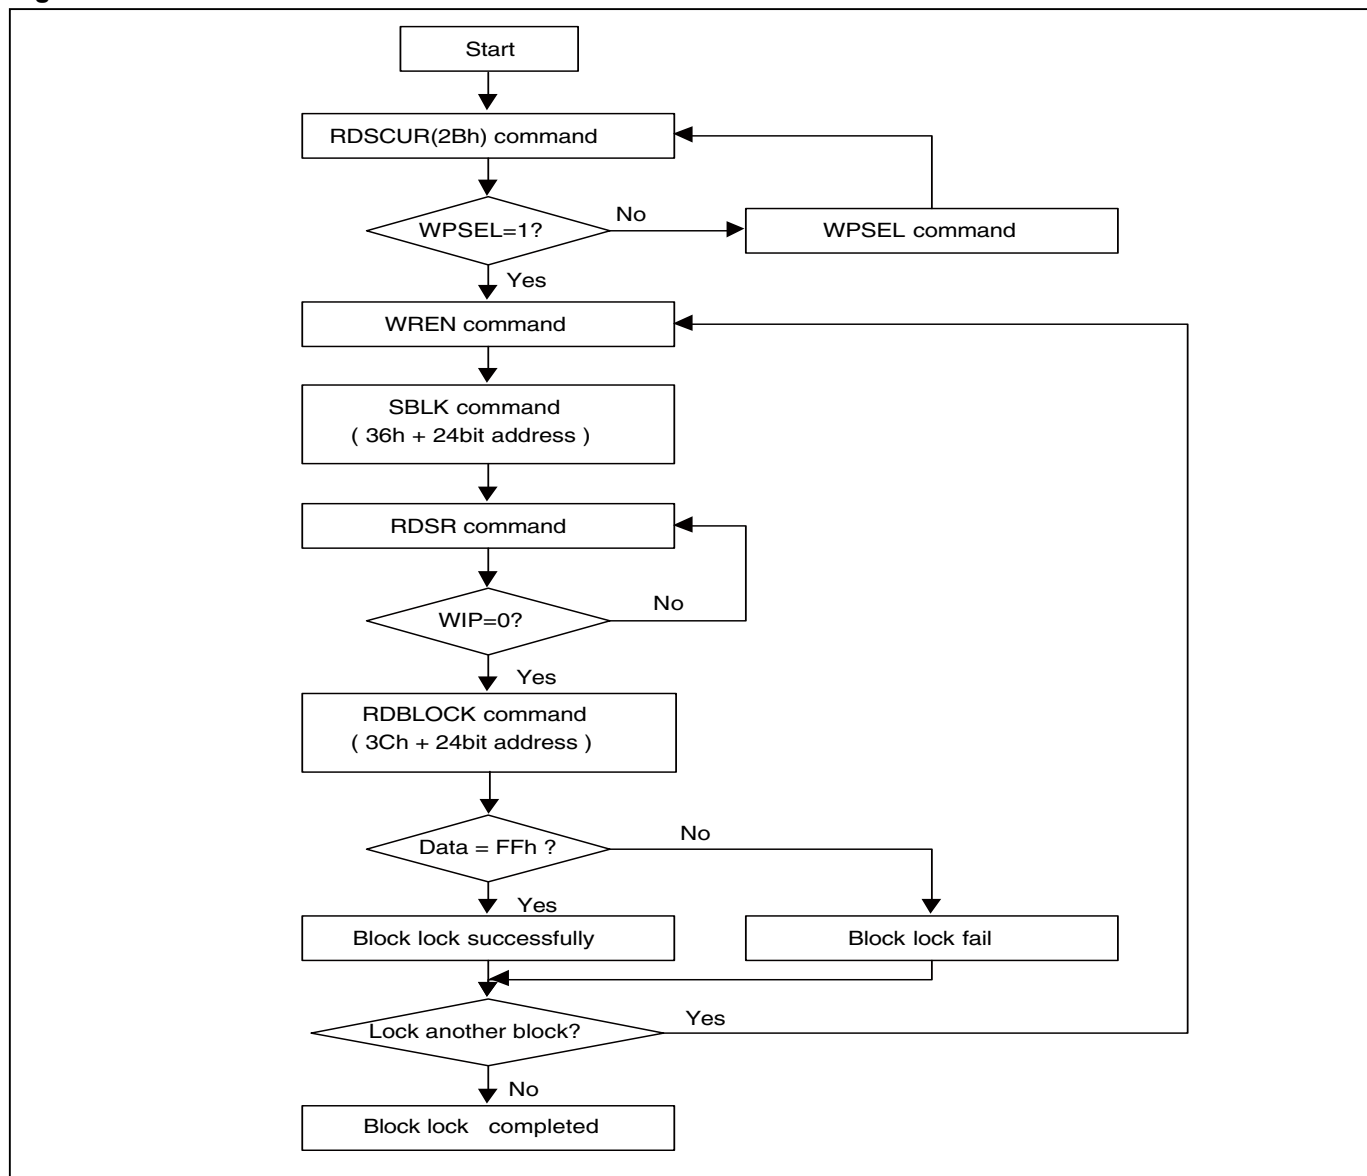 Start
RDSCUR(2Bh) command
WPSEL=1?
No
WPSEL command
Yes
WREN command
SBLK command
( 36h + 24bit address )
RDSR command
WIP=0?
No
Yes
RDBLOCK command
( 3Ch + 24bit address )
Data = FFh ?
No
Yes
Block lock successfully
Block lock fail
Lock another block?
Yes
No
Block lock completed